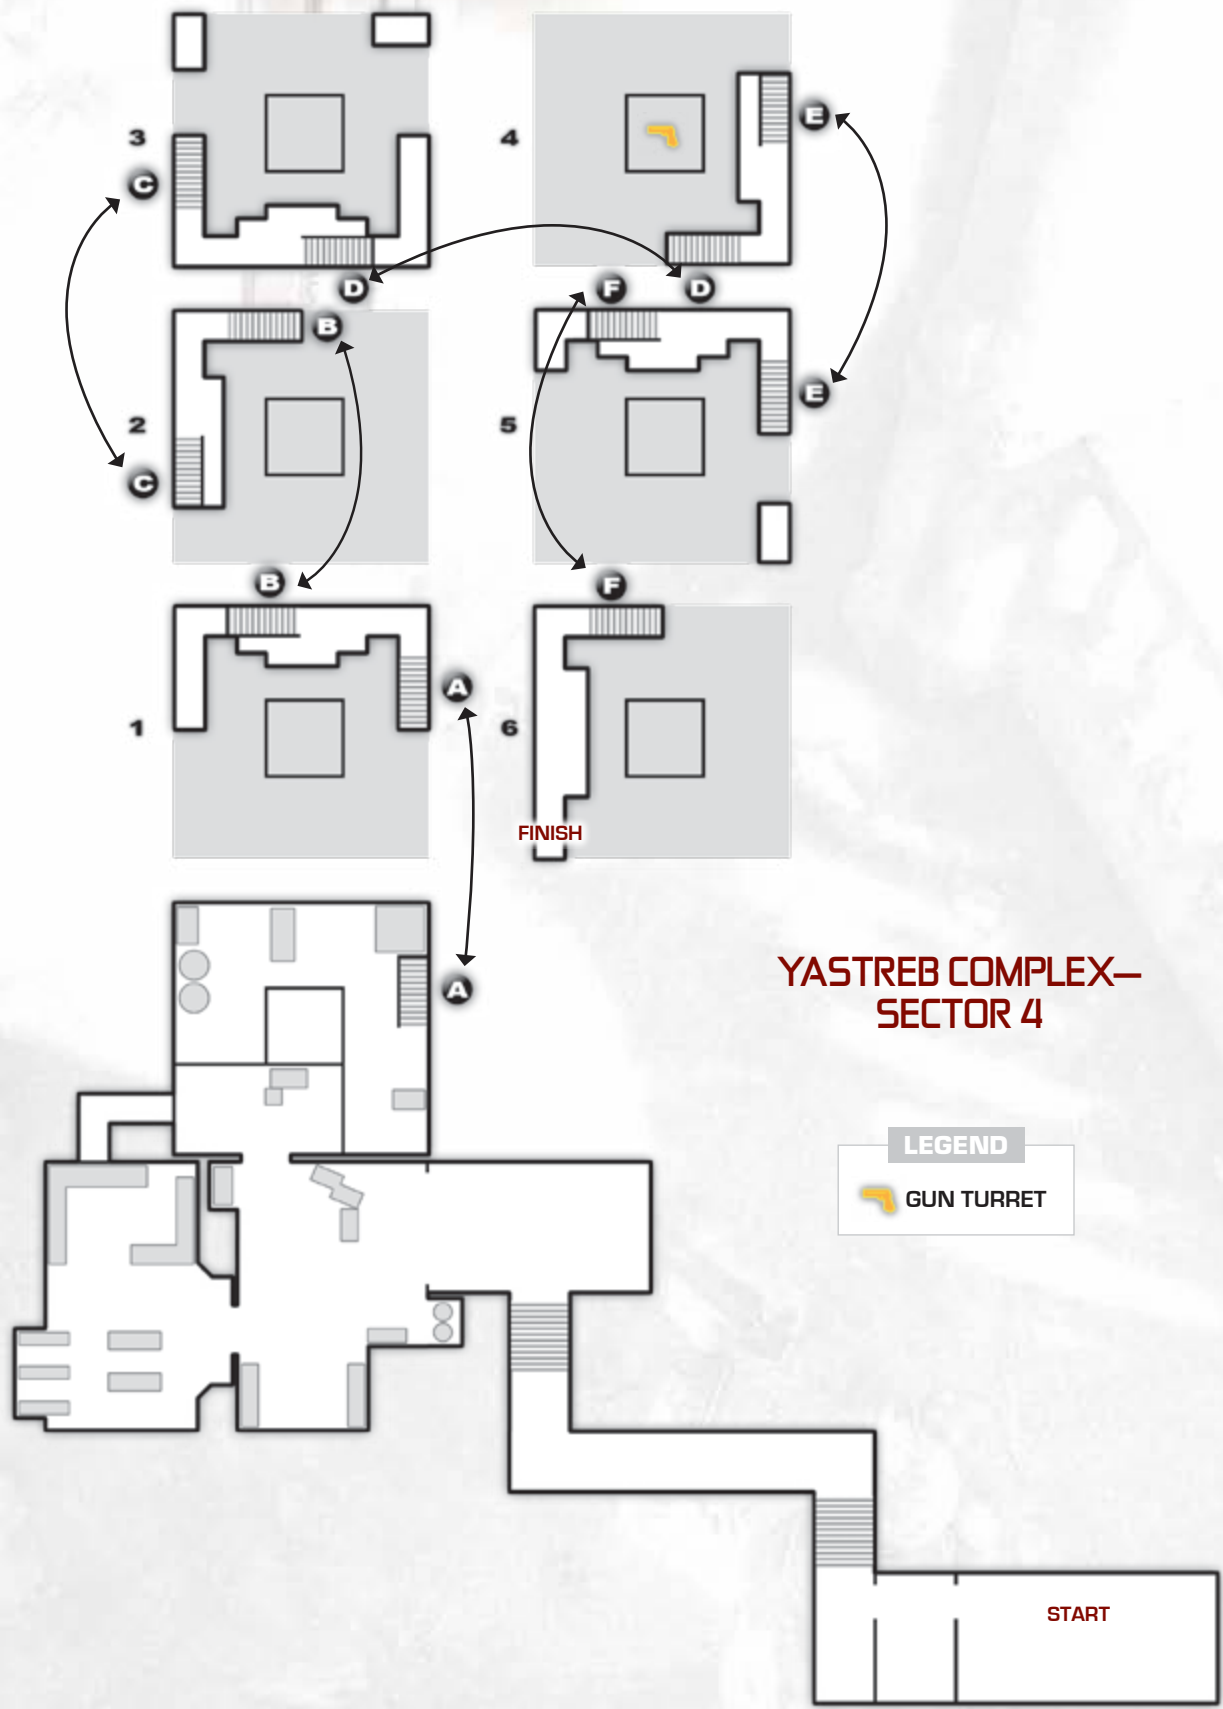 3
C
D
4
E
D
B
2
C
F
5
E
B
1
A
F
6
FINISH
A
YASTREB COMPLEX—
SECTOR 4
LEGEND
GUN TURRET
START